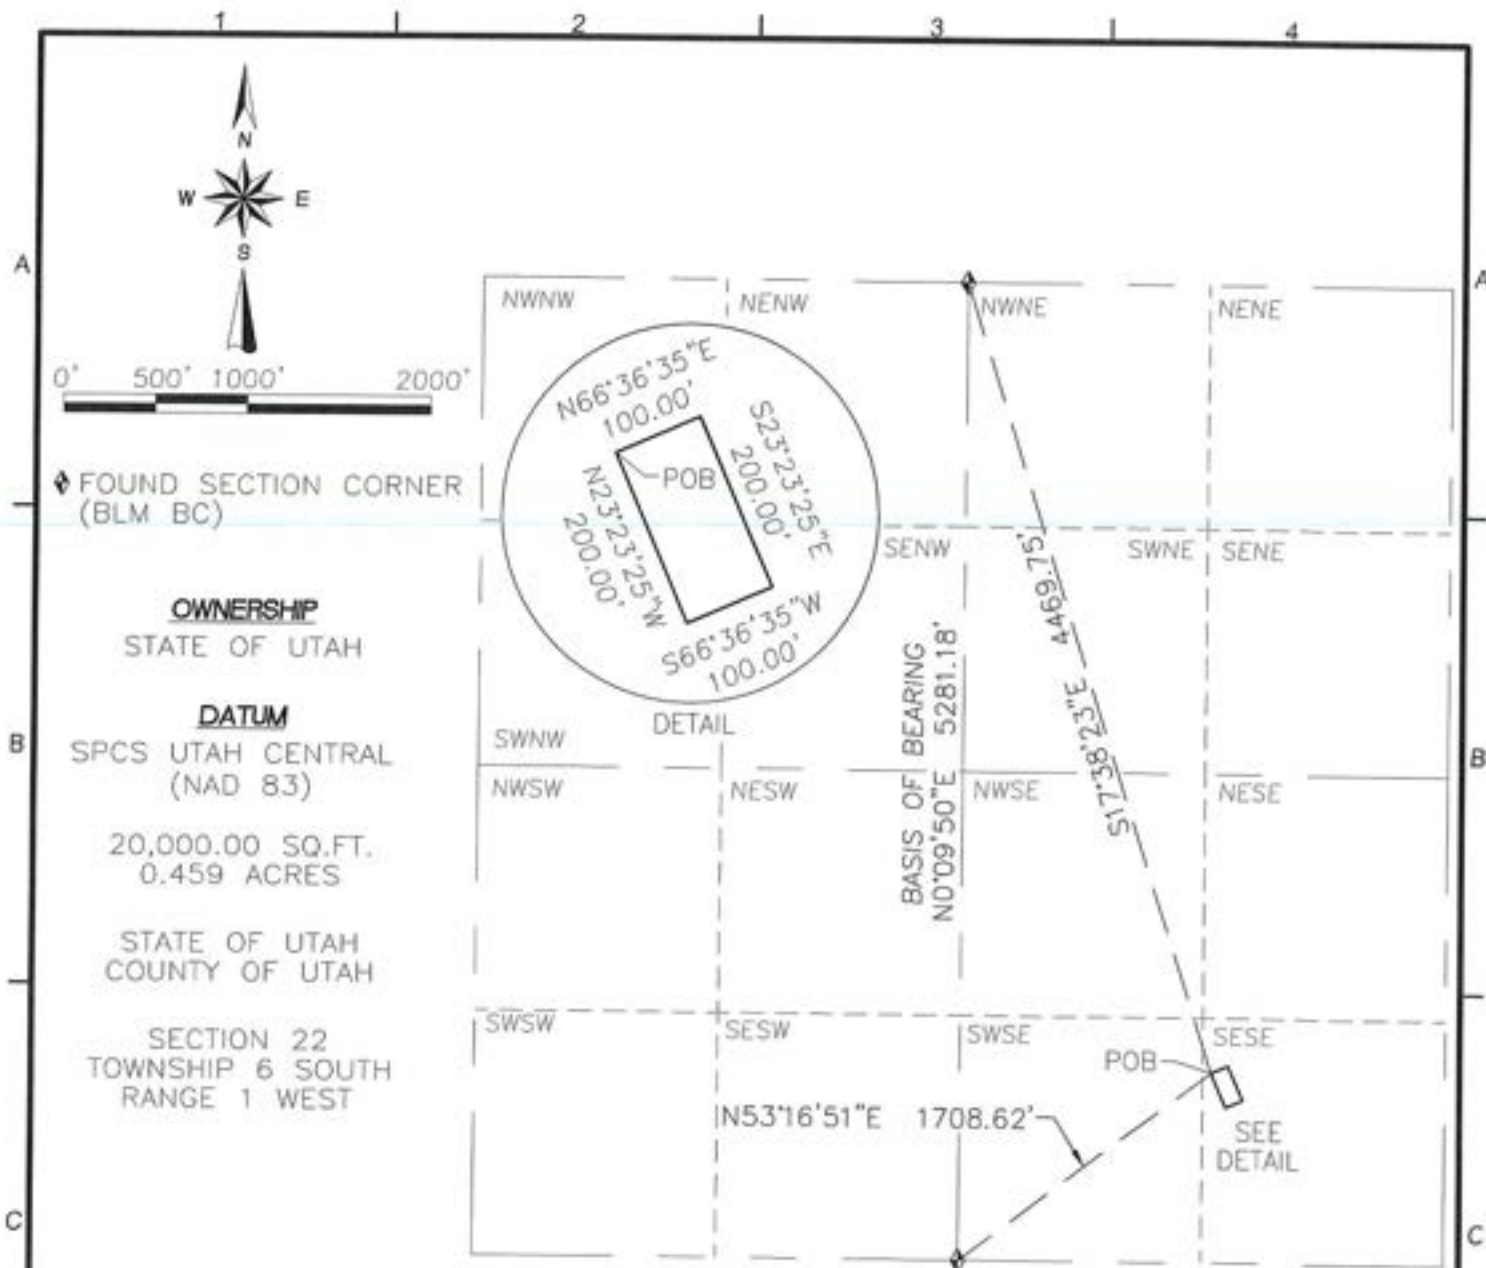 1 2 3 4
N
W E
S
A A
0' 500' 1000' 2000'
FOUND SECTION CORNER
(BLM BC)
OWNERSHIP
STATE OF UTAH
DATUM
SPCS UTAH CENTRAL
(NAD 83)
20,000.00 SQ.FT.
0.459 ACRES
STATE OF UTAH
COUNTY OF UTAH
SECTION 22
TOWNSHIP 6 SOUTH
RANGE 1 WEST
B B
C C
NWNW NENW NWNE NENE
N66°36'35"E
100.00'
S23°23'25"E
200.00'
POB
N23°23'25"W
200.00'
S66°36'35"W
100.00'
DETAIL
SENW SWNE SENE
SWNW
BASIS OF BEARING
N0°09'50"E 5281.18'
S17°38'23"E 4469.75'
NWSW NESW NWSE NESE
SWSW SESW SWSE SESE
POB
N53°16'51"E 1708.62'
SEE
DETAIL